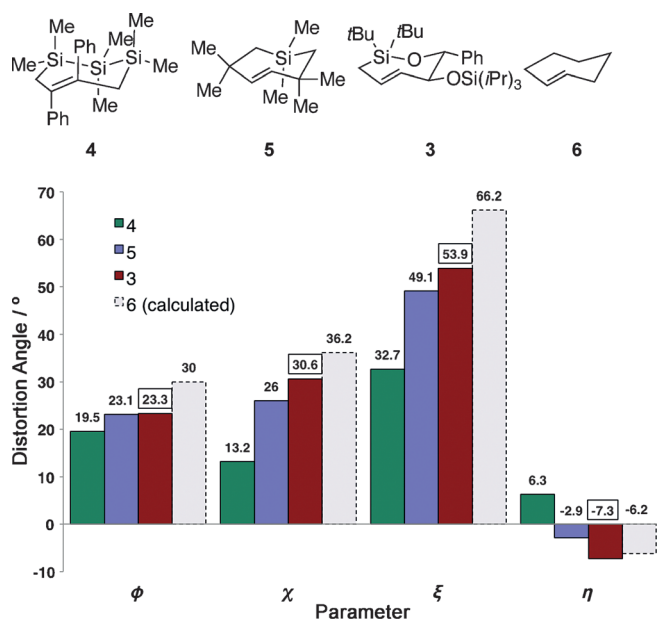 Me
Me
Ph
Me
Me
Si
Si
Si
Me
Me
Ph
4
Me
Me
Si
Me
Me
Me
Me
5
tBu
tBu
Si
O
Ph
OSi(iPr)₃
3
6
4
5
3
6 (calculated)
Distortion Angle / º
70
60
50
40
30
20
10
0
-10
19.5
23.1
23.3
30
13.2
26
30.6
36.2
32.7
49.1
53.9
66.2
6.3
-2.9
-7.3
-6.2
ϕ
χ
ξ
η
Parameter